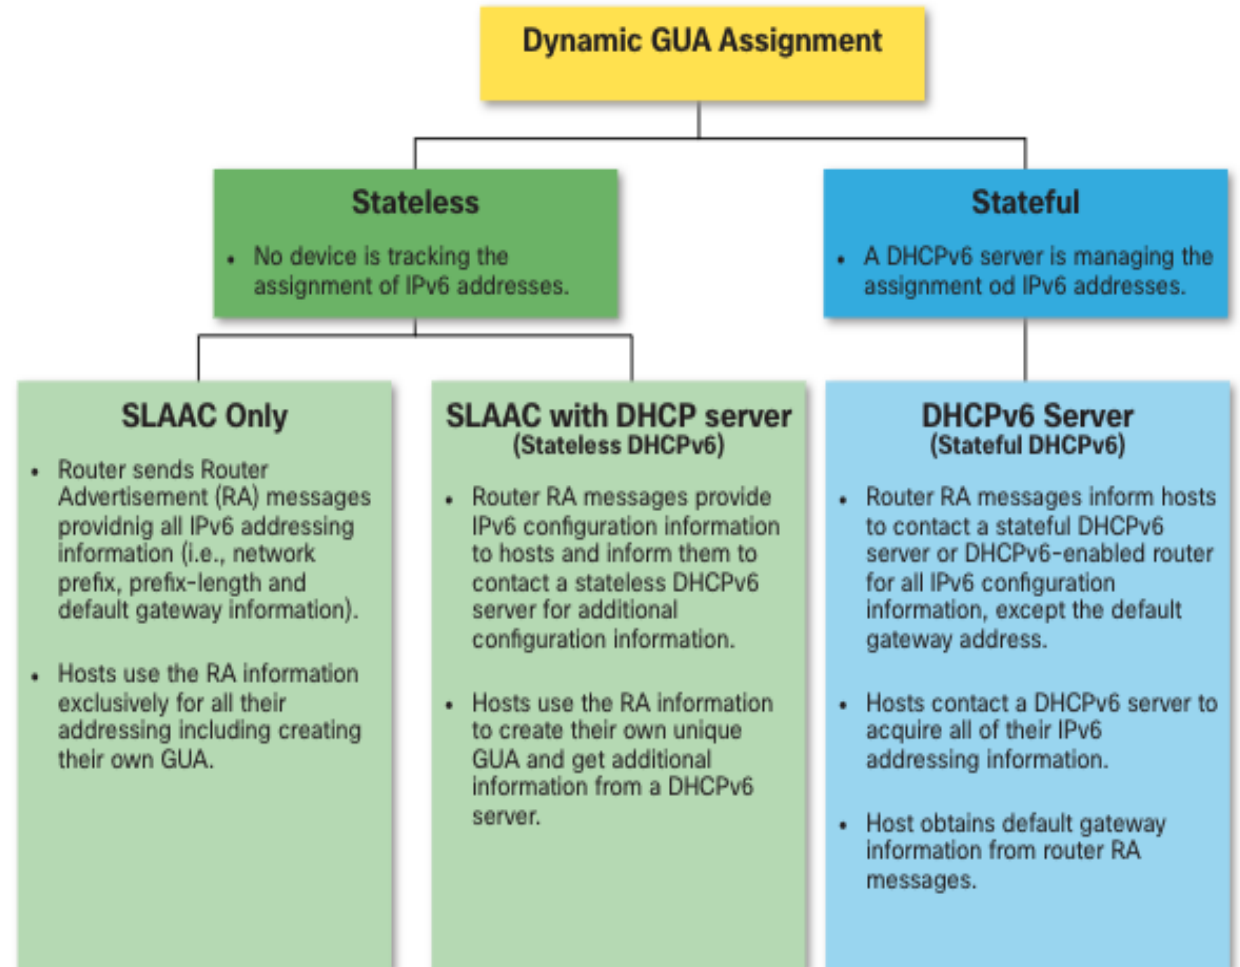 Dynamic GUA Assignment
Stateless
• No device is tracking the
assignment of IPv6 addresses.
Stateful
• A DHCPv6 server is managing the
assignment od IPv6 addresses.
SLAAC Only
• Router sends Router
Advertisement (RA) messages
providnig all IPv6 addressing
information (i.e., network
prefix, prefix-length and
default gateway information).
• Hosts use the RA information
exclusively for all their
addressing including creating
their own GUA.
SLAAC with DHCP server
(Stateless DHCPv6)
• Router RA messages provide
IPv6 configuration information
to hosts and inform them to
contact a stateless DHCPv6
server for additional
configuration information.
• Hosts use the RA information
to create their own unique
GUA and get additional
information from a DHCPv6
server.
DHCPv6 Server
(Stateful DHCPv6)
• Router RA messages inform hosts
to contact a stateful DHCPv6
server or DHCPv6-enabled router
for all IPv6 configuration
information, except the default
gateway address.
• Hosts contact a DHCPv6 server to
acquire all of their IPv6
addressing information.
• Host obtains default gateway
information from router RA
messages.